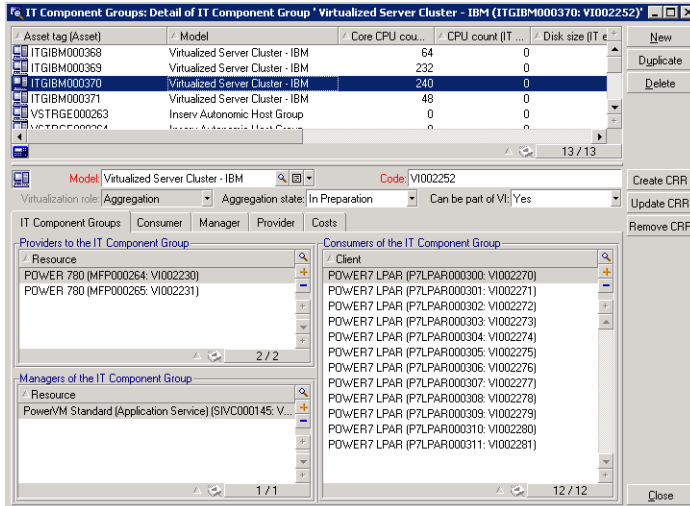 IT Component Groups: Detail of IT Component Group ' Virtualized Server Cluster - IBM (ITGIBM000370: VI002252)'
Asset tag (Asset) Model Core CPU cou... CPU count (IT ... Disk size (IT e
ITGIBM000368 Virtualized Server Cluster - IBM 64 0
ITGIBM000369 Virtualized Server Cluster - IBM 232 0
ITGIBM000370 Virtualized Server Cluster - IBM 240 0
ITGIBM000371 Virtualized Server Cluster - IBM 48 0
VSTRGE000263 Inserv Autonomic Host Group 0 0
VSTRGE000264 Inserv Autonomic Host Group 0 0
13 / 13
New
Duplicate
Delete
Model: Virtualized Server Cluster - IBM Code: VI002252
Virtualization role: Aggregation Aggregation state: In Preparation Can be part of VI: Yes
Create CRR
Update CRR
Remove CRR
IT Component Groups Consumer Manager Provider Costs
Providers to the IT Component Group
Resource
POWER 780 (MFP000264: VI002230)
POWER 780 (MFP000265: VI002231)
2 / 2
Managers of the IT Component Group
Resource
PowerVM Standard (Application Service) (SIVC000145: V...
1 / 1
Consumers of the IT Component Group
Client
POWER7 LPAR (P7LPAR000300: VI002270)
POWER7 LPAR (P7LPAR000301: VI002271)
POWER7 LPAR (P7LPAR000302: VI002272)
POWER7 LPAR (P7LPAR000303: VI002273)
POWER7 LPAR (P7LPAR000304: VI002274)
POWER7 LPAR (P7LPAR000305: VI002275)
POWER7 LPAR (P7LPAR000306: VI002276)
POWER7 LPAR (P7LPAR000307: VI002277)
POWER7 LPAR (P7LPAR000308: VI002278)
POWER7 LPAR (P7LPAR000309: VI002279)
POWER7 LPAR (P7LPAR000310: VI002280)
POWER7 LPAR (P7LPAR000311: VI002281)
12 / 12
Close